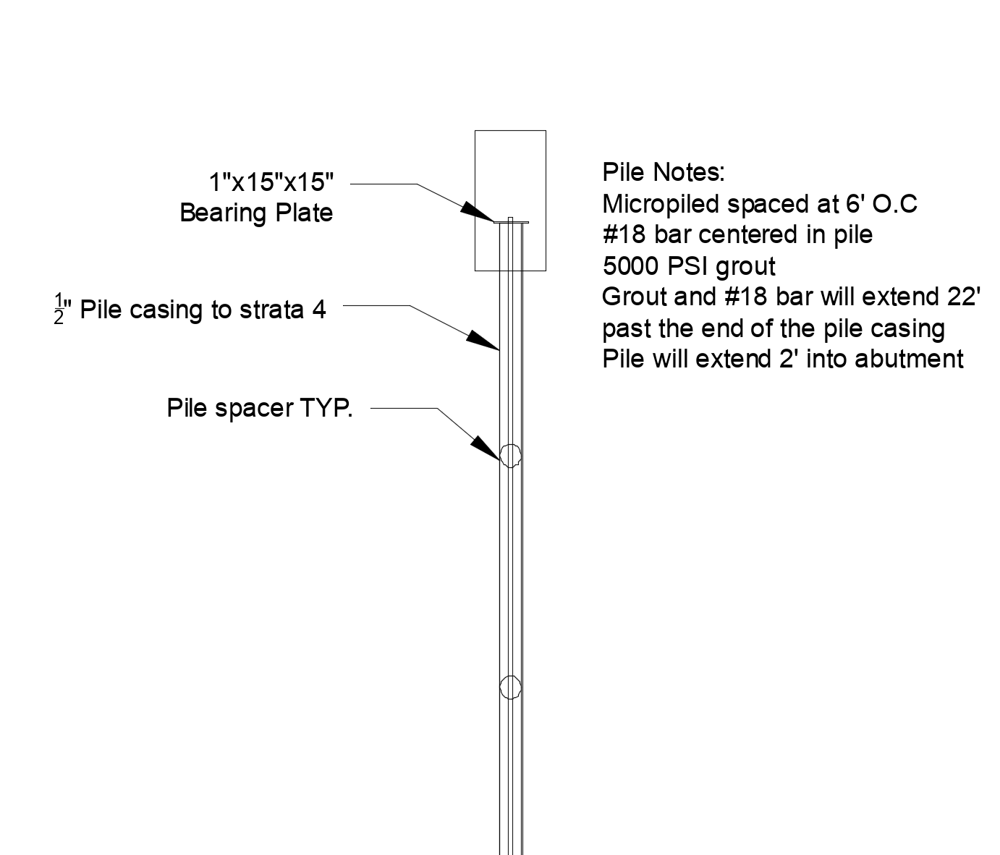 1"x15"x15"
Bearing Plate
½" Pile casing to strata 4
Pile spacer TYP.
Pile Notes:
Micropiled spaced at 6' O.C
#18 bar centered in pile
5000 PSI grout
Grout and #18 bar will extend 22'
past the end of the pile casing
Pile will extend 2' into abutment